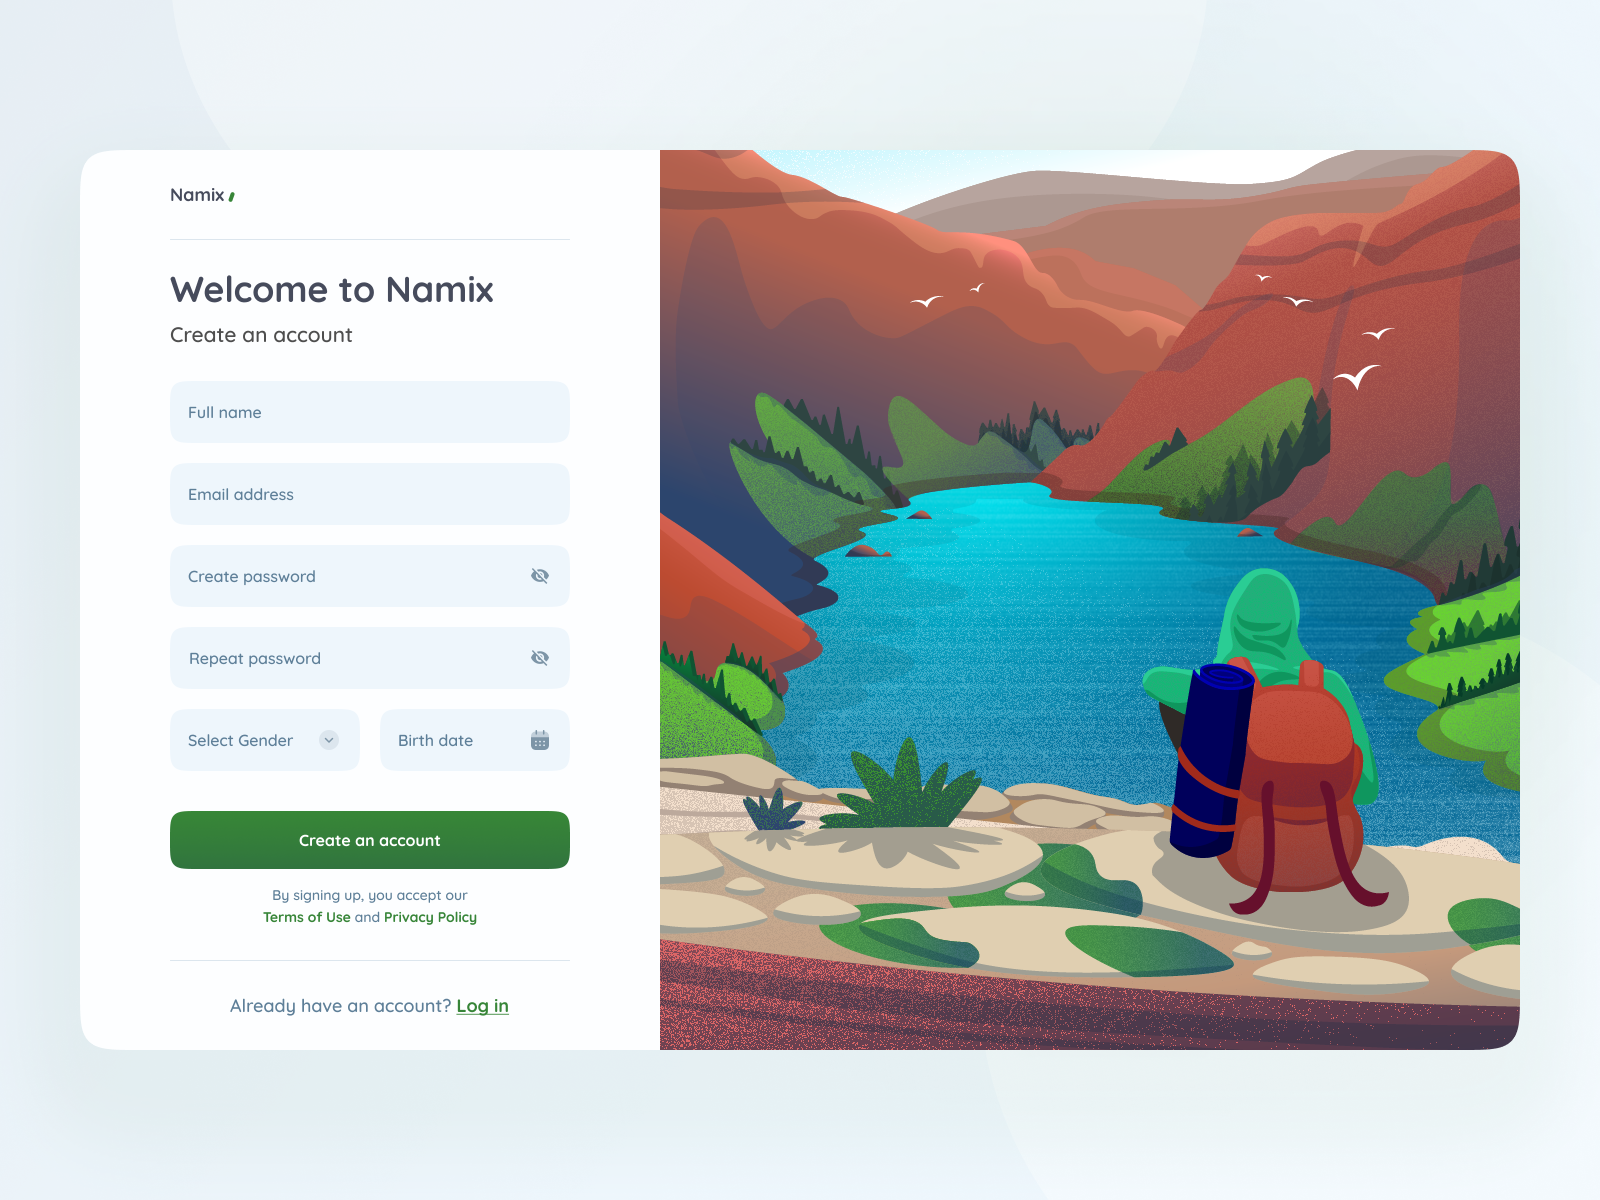 Namix
Welcome to Namix
Create an account
Full name
Email address
Create password
Repeat password
Select Gender
Birth date
Create an account
By signing up, you accept our
Terms of Use and Privacy Policy
Already have an account? Log in